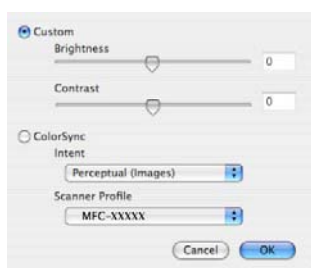 Custom
Brightness
0
Contrast
0
ColorSync
Intent
Perceptual (Images)
Scanner Profile
MFC-XXXXX
Cancel OK